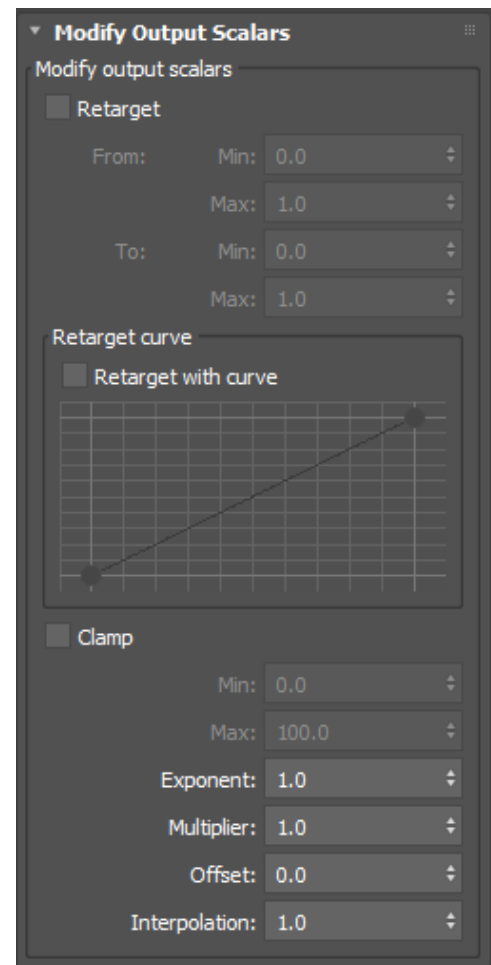 Modify Output Scalars
Modify output scalars
Retarget
From: Min: 0.0
Max: 1.0
To: Min: 0.0
Max: 1.0
Retarget curve
Retarget with curve
Clamp
Min: 0.0
Max: 100.0
Exponent: 1.0
Multiplier: 1.0
Offset: 0.0
Interpolation: 1.0